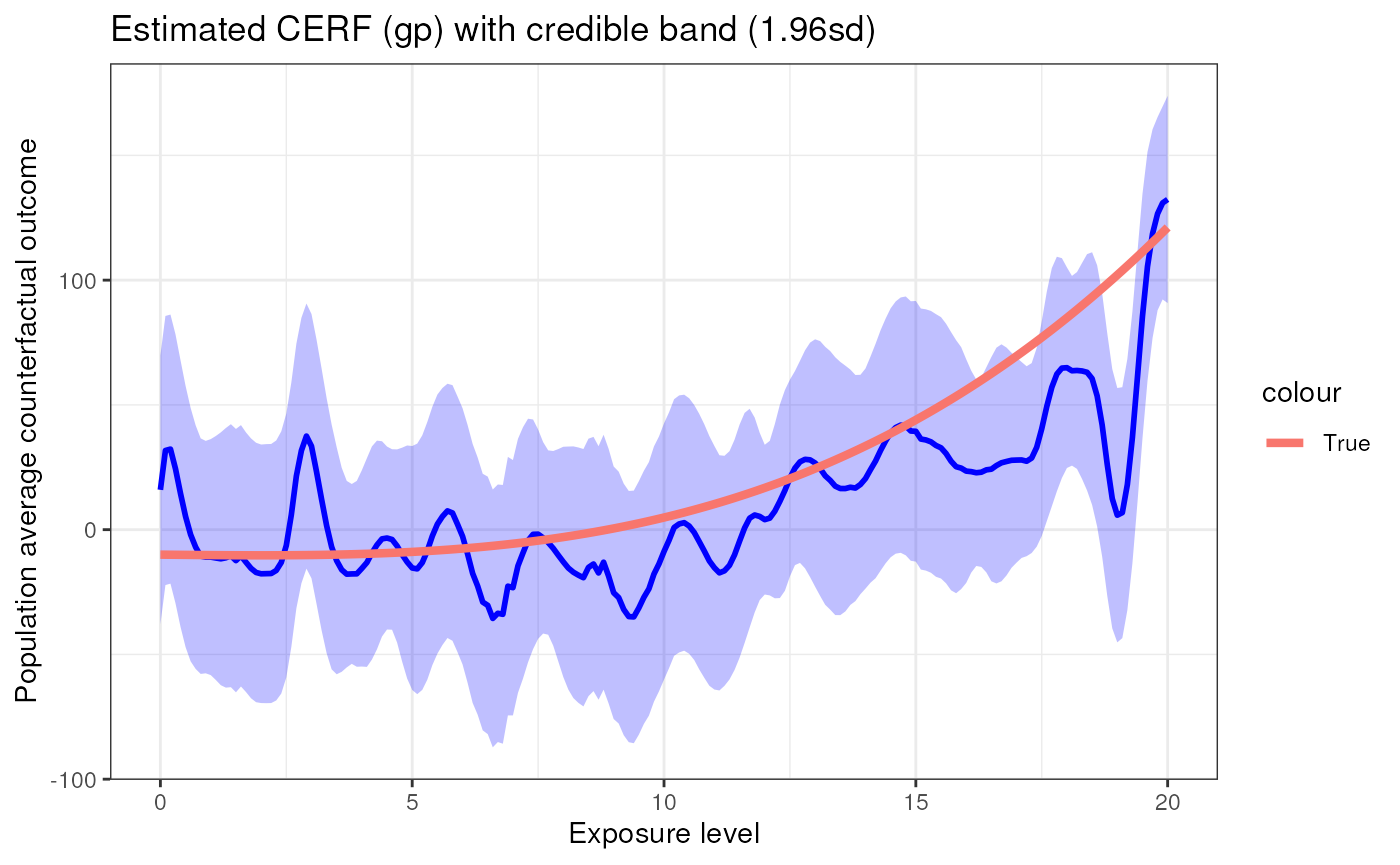 Estimated CERF (gp) with credible band (1.96sd)
Population average counterfactual outcome
100
0
-100
0 5 10 15 20
Exposure level
colour
True